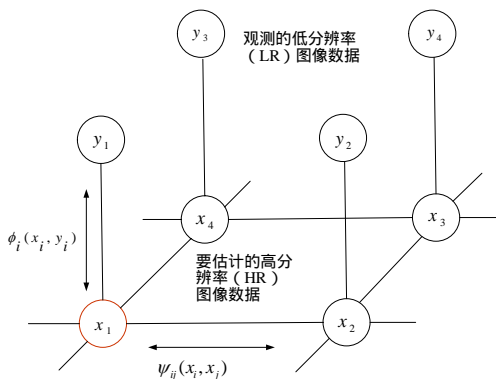 y3
观测的低分辨率
(LR) 图像数据
y4
y1
y2
x4
x3
ϕi(xi, yi)
要估计的高分
辨率(HR)
图像数据
x1
x2
ψij(xi, xj)